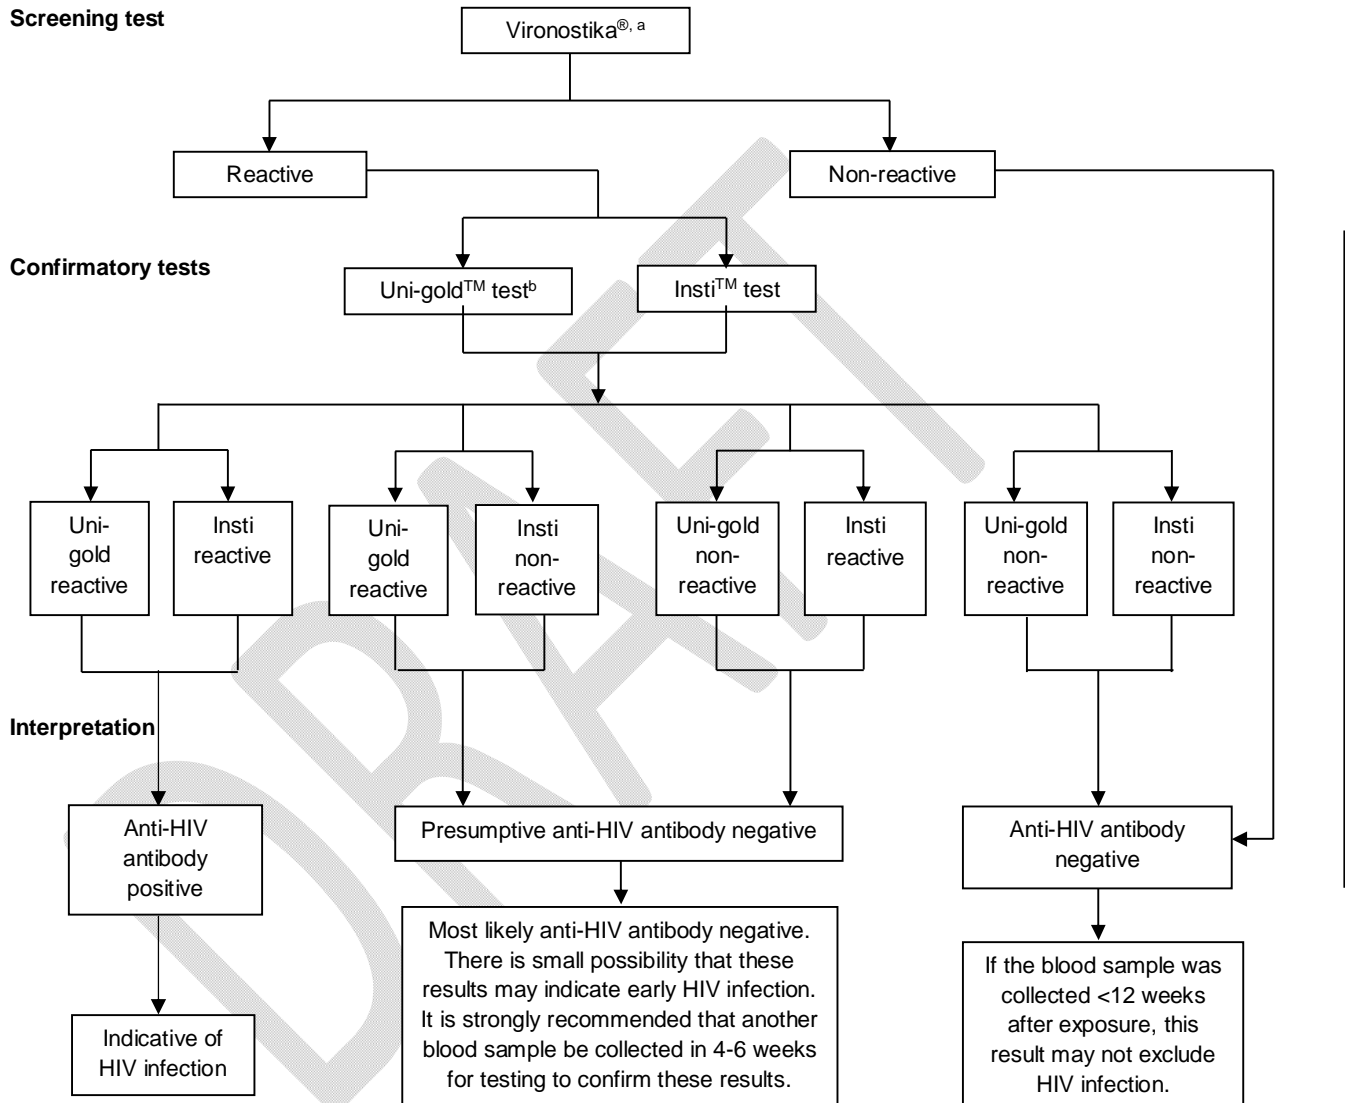 Screening test
Vironostika®, a
Reactive
Non-reactive
Confirmatory tests
Uni-gold™ testᵇ
Insti™ test
Uni-
gold
reactive
Insti
reactive
Uni-
gold
reactive
Insti
non-
reactive
Uni-gold
non-
reactive
Insti
reactive
Uni-gold
non-
reactive
Insti
non-
reactive
Interpretation
Anti-HIV
antibody
positive
Presumptive anti-HIV antibody negative
Anti-HIV antibody
negative
Indicative of
HIV infection
Most likely anti-HIV antibody negative.
There is small possibility that these
results may indicate early HIV infection.
It is strongly recommended that another
blood sample be collected in 4-6 weeks
for testing to confirm these results.
If the blood sample was
collected <12 weeks
after exposure, this
result may not exclude
HIV infection.
DRAFT